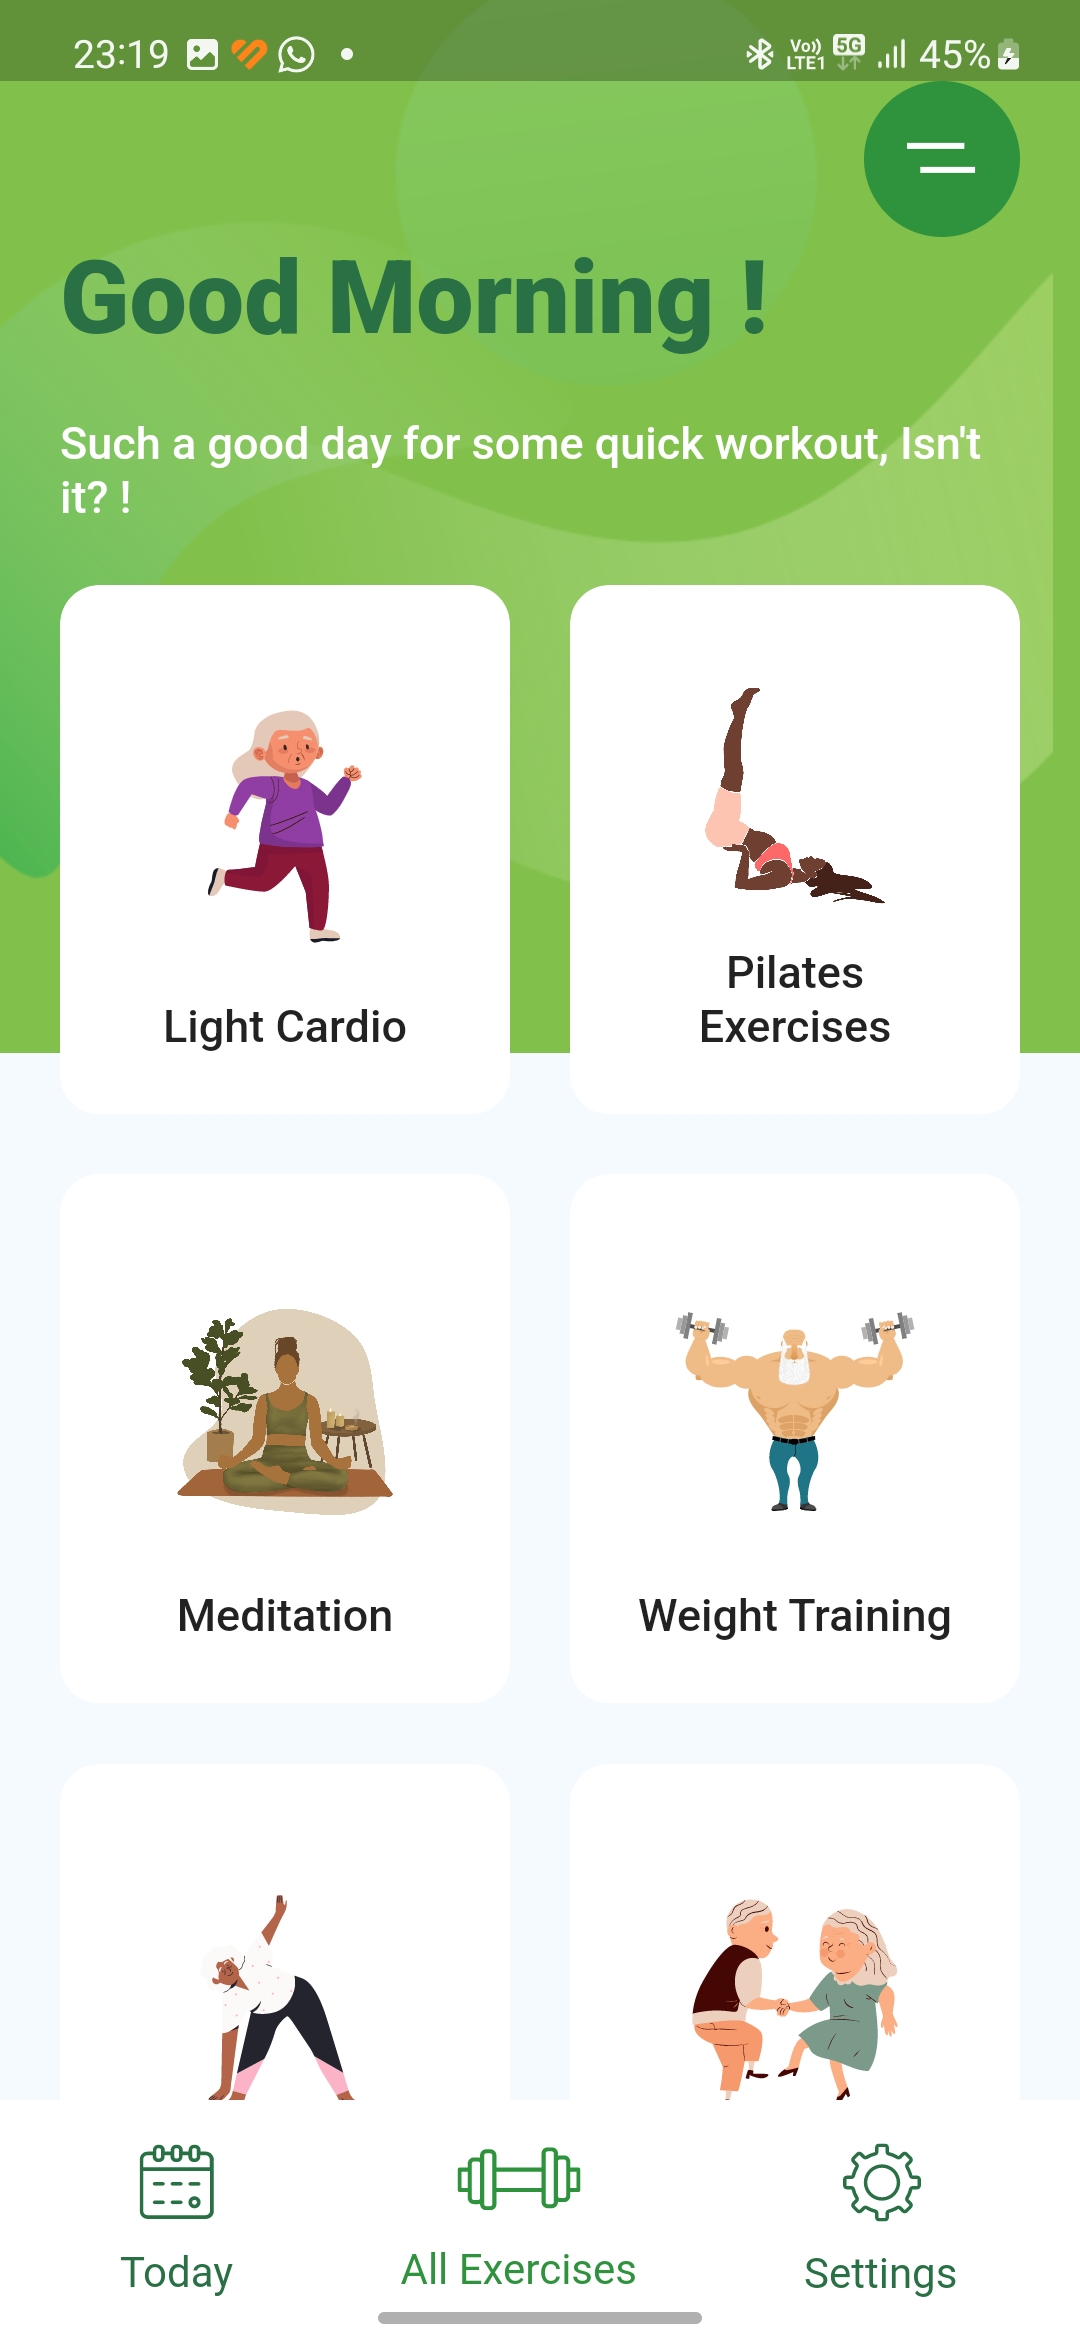 23:19
Vo)) LTE1 5G 45%
Good Morning !
Such a good day for some quick workout, Isn't
it? !
Light Cardio
Pilates
Exercises
Meditation
Weight Training
Today
All Exercises
Settings